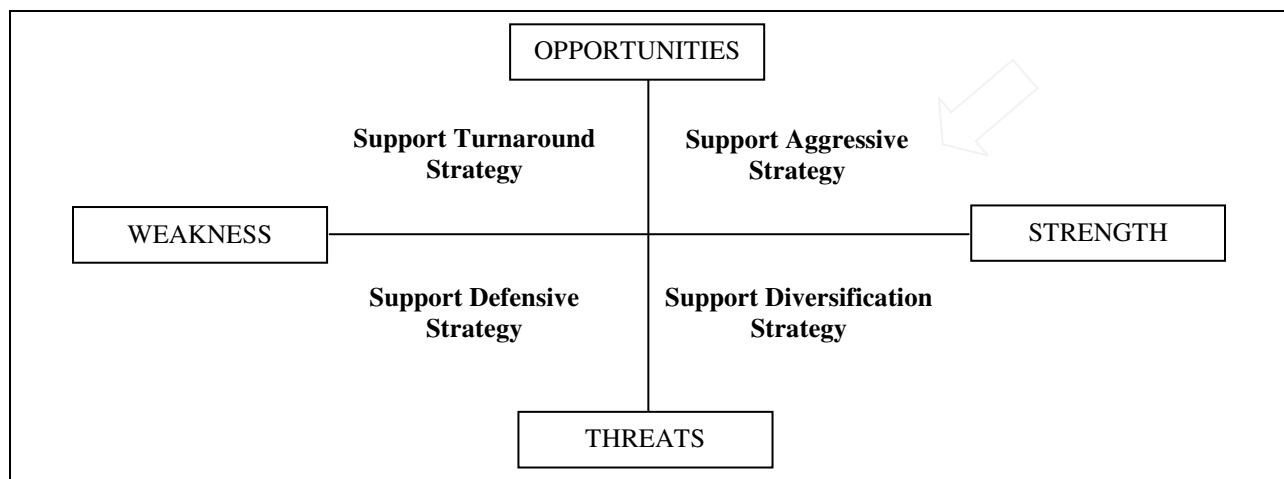 OPPORTUNITIES
Support Turnaround
Strategy
Support Aggressive
Strategy
WEAKNESS
STRENGTH
Support Defensive
Strategy
Support Diversification
Strategy
THREATS